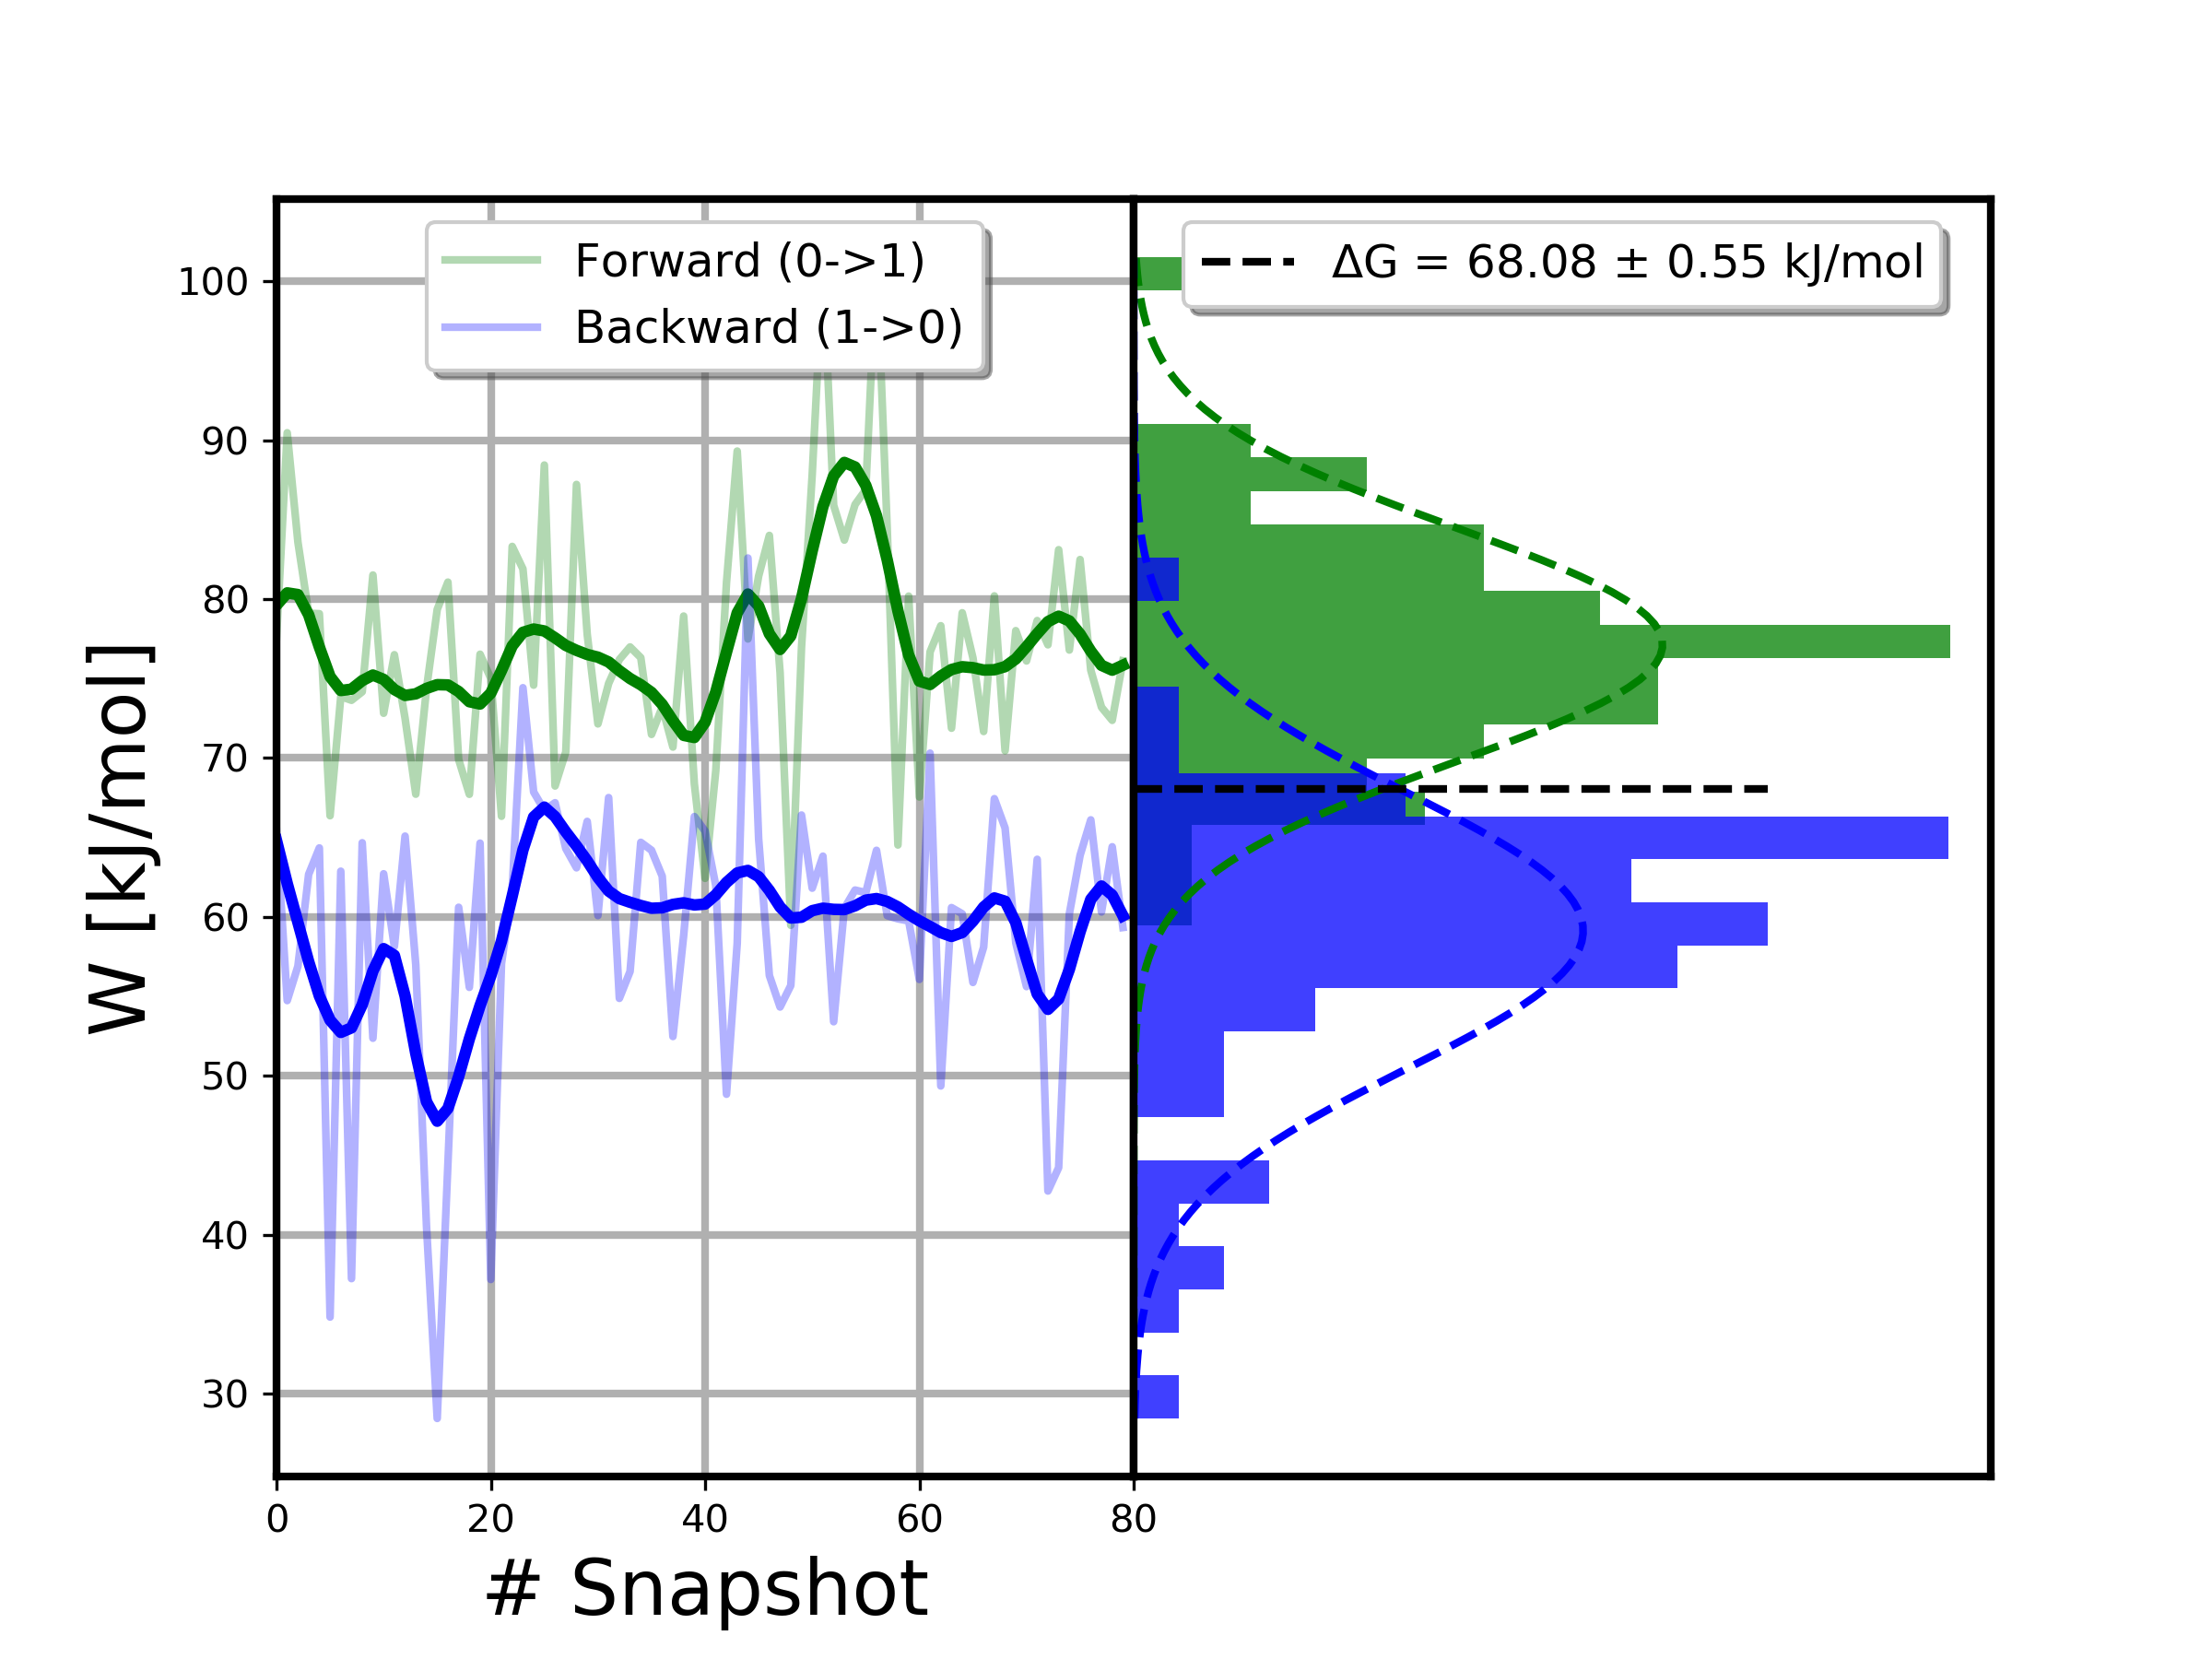 Forward (0->1)
Backward (1->0)
ΔG = 68.08 ± 0.55 kJ/mol
100
90
80
70
60
50
40
30
W [kJ/mol]
0 20 40 60 80
# Snapshot